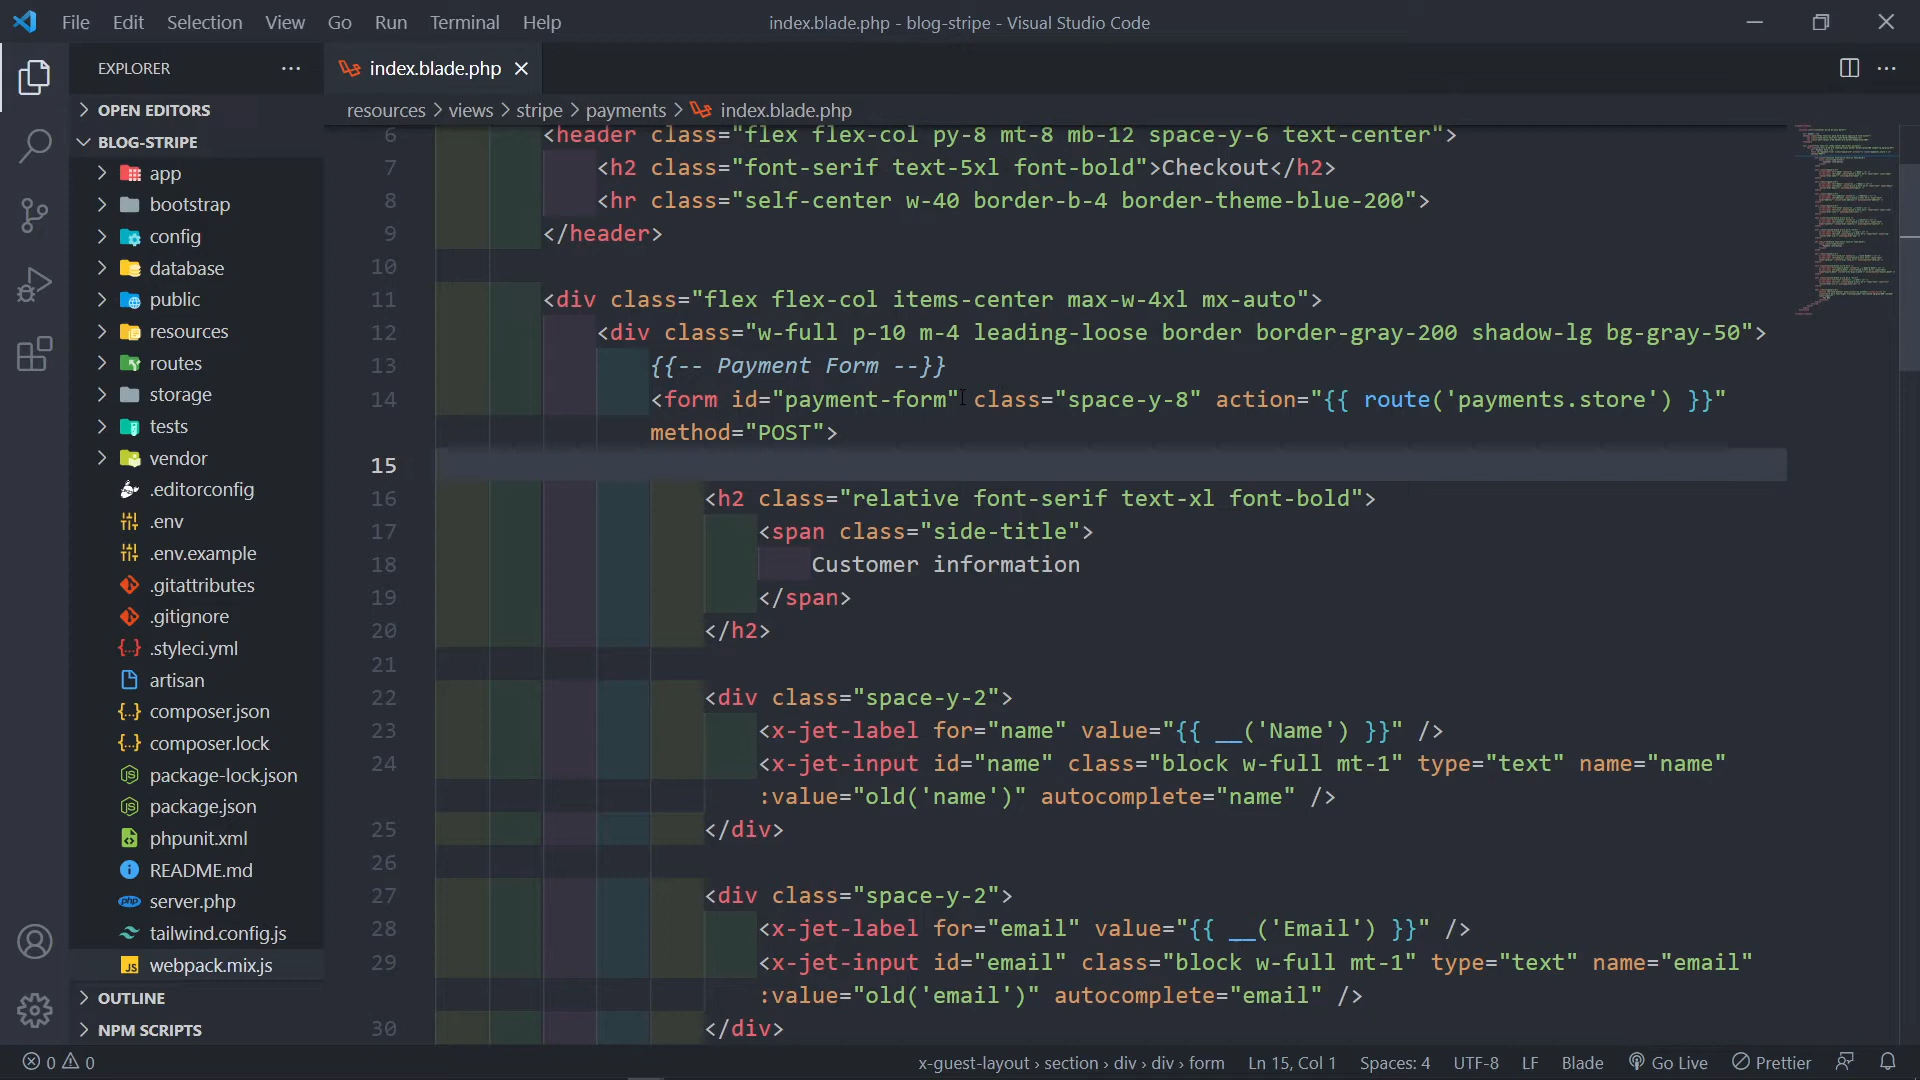 File Edit Selection View Go Run Terminal Help
index.blade.php - blog-stripe - Visual Studio Code
EXPLORER
index.blade.php
OPEN EDITORS
BLOG-STRIPE
app
bootstrap
config
database
public
resources
routes
storage
tests
vendor
.editorconfig
.env
.env.example
.gitattributes
.gitignore
.styleci.yml
artisan
composer.json
composer.lock
package-lock.json
package.json
phpunit.xml
README.md
php server.php
tailwind.config.js
JS webpack.mix.js
OUTLINE
NPM SCRIPTS
resources > views > stripe > payments > index.blade.php
6 <header class="flex flex-col py-8 mt-8 mb-12 space-y-6 text-center">
7 <h2 class="font-serif text-5xl font-bold">Checkout</h2>
8 <hr class="self-center w-40 border-b-4 border-theme-blue-200">
9 </header>
10
11 <div class="flex flex-col items-center max-w-4xl mx-auto">
12 <div class="w-full p-10 m-4 leading-loose border border-gray-200 shadow-lg bg-gray-50">
13 {{-- Payment Form --}}
14 <form id="payment-form" class="space-y-8" action="{{ route('payments.store') }}"
method="POST">
15
16 <h2 class="relative font-serif text-xl font-bold">
17 <span class="side-title">
18 Customer information
19 </span>
20 </h2>
21
22 <div class="space-y-2">
23 <x-jet-label for="name" value="{{ __('Name') }}" />
24 <x-jet-input id="name" class="block w-full mt-1" type="text" name="name"
:value="old('name')" autocomplete="name" />
25 </div>
26
27 <div class="space-y-2">
28 <x-jet-label for="email" value="{{ __('Email') }}" />
29 <x-jet-input id="email" class="block w-full mt-1" type="text" name="email"
:value="old('email')" autocomplete="email" />
30 </div>
0 0
x-guest-layout › section › div › div › form Ln 15, Col 1 Spaces: 4 UTF-8 LF Blade Go Live Prettier